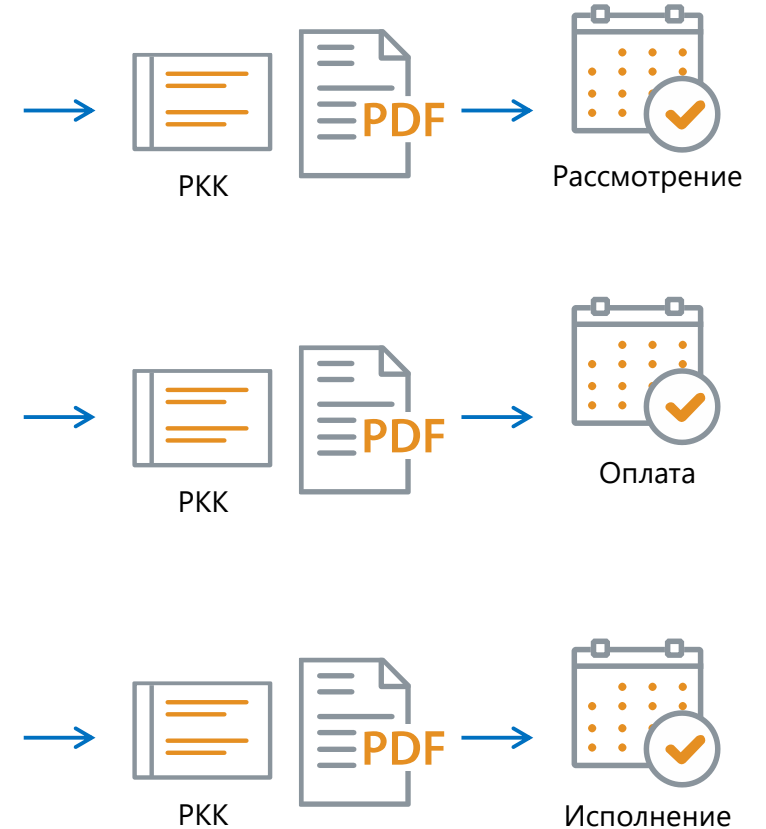 PDF
РКК
Рассмотрение
PDF
РКК
Оплата
PDF
РКК
Исполнение